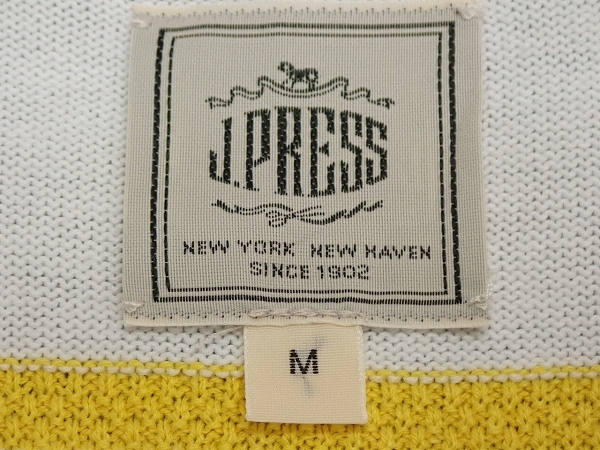 J.PRESS
NEW YORK NEW HAVEN
SINCE 1902
M